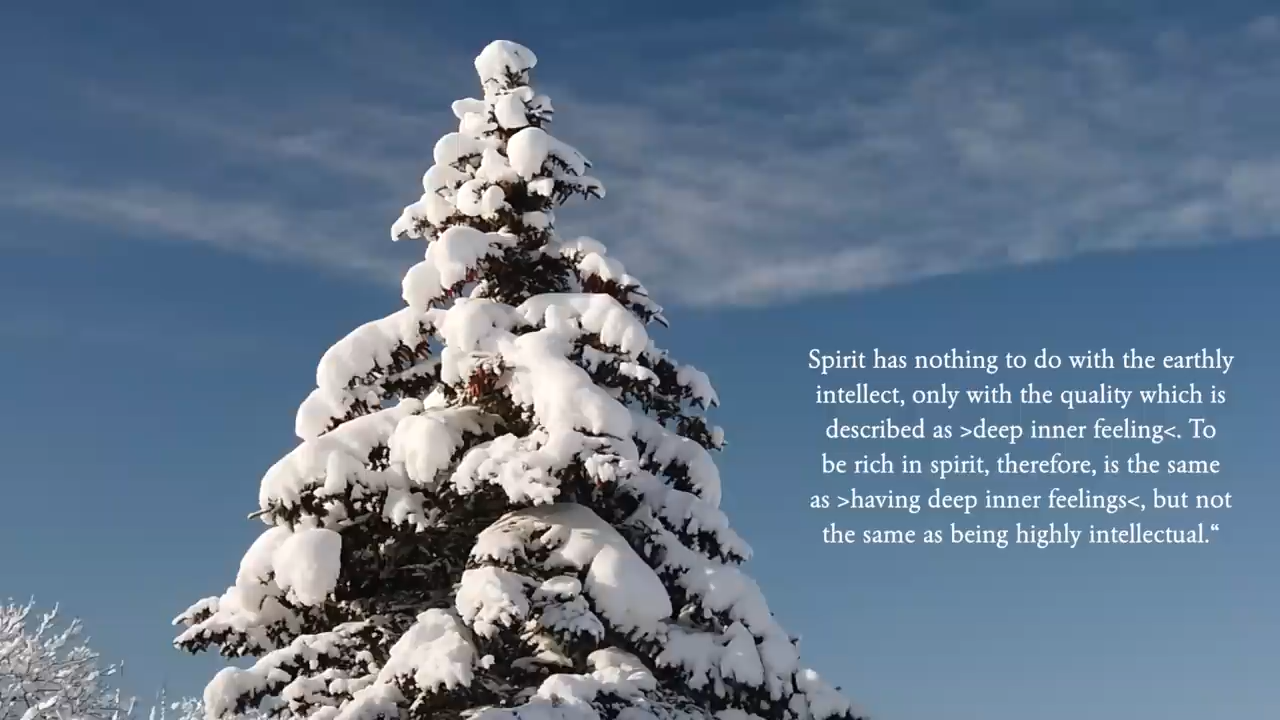 Spirit has nothing to do with the earthly
intellect, only with the quality which is
described as >deep inner feeling<. To
be rich in spirit, therefore, is the same
as >having deep inner feelings<, but not
the same as being highly intellectual.“